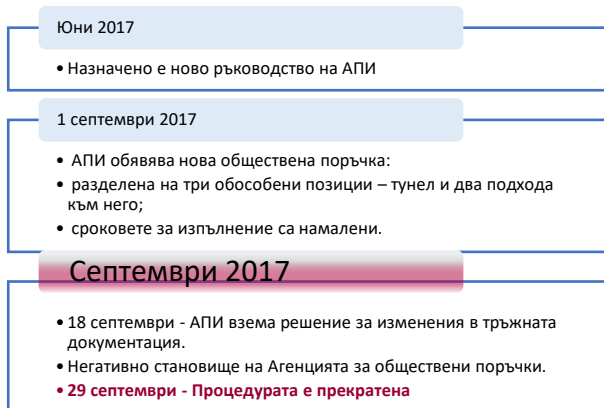 Юни 2017
• Назначено е ново ръководство на АПИ
1 септември 2017
• АПИ обявява нова обществена поръчка:
• разделена на три обособени позиции – тунел и два подхода
към него;
• сроковете за изпълнение са намалени.
Септември 2017
• 18 септември - АПИ взема решение за изменения в тръжната
документация.
• Негативно становище на Агенцията за обществени поръчки.
• 29 септември - Процедурата е прекратена